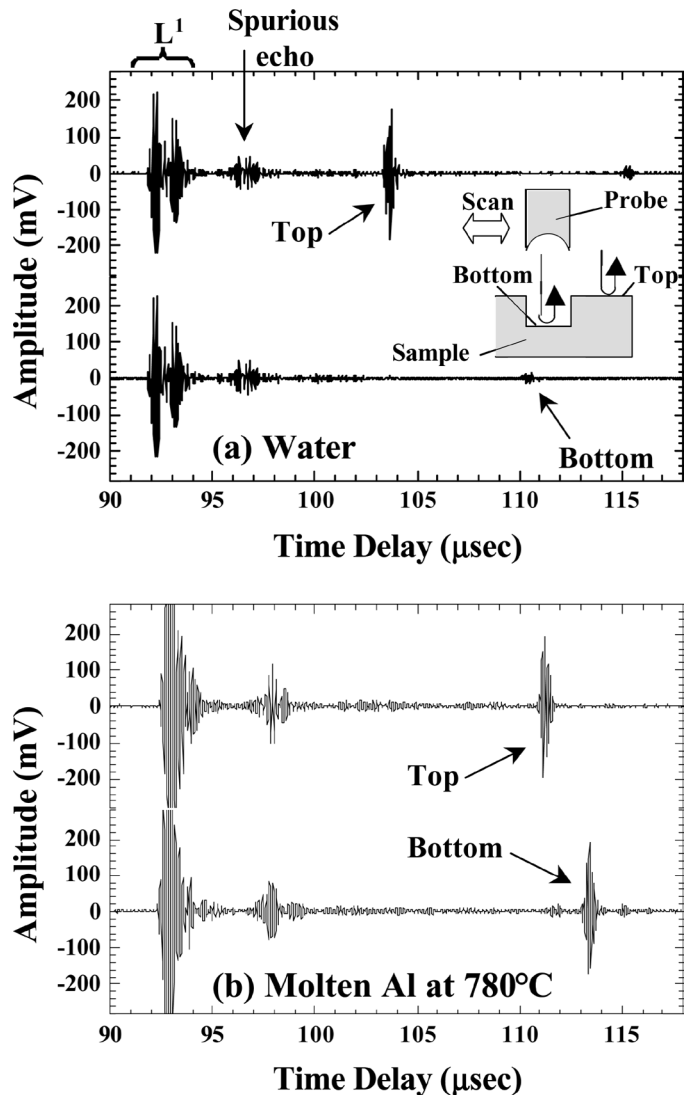 L¹
Spurious
echo
200
100
0
-100
-200
Top
Scan
Probe
Bottom
Top
Sample
200
100
0
-100
-200
(a) Water
Bottom
Amplitude (mV)
90 95 100 105 110 115
Time Delay (μsec)
200
100
0
-100
-200
Top
200
100
0
-100
-200
Bottom
(b) Molten Al at 780°C
Amplitude (mV)
90 95 100 105 110 115
Time Delay (μsec)